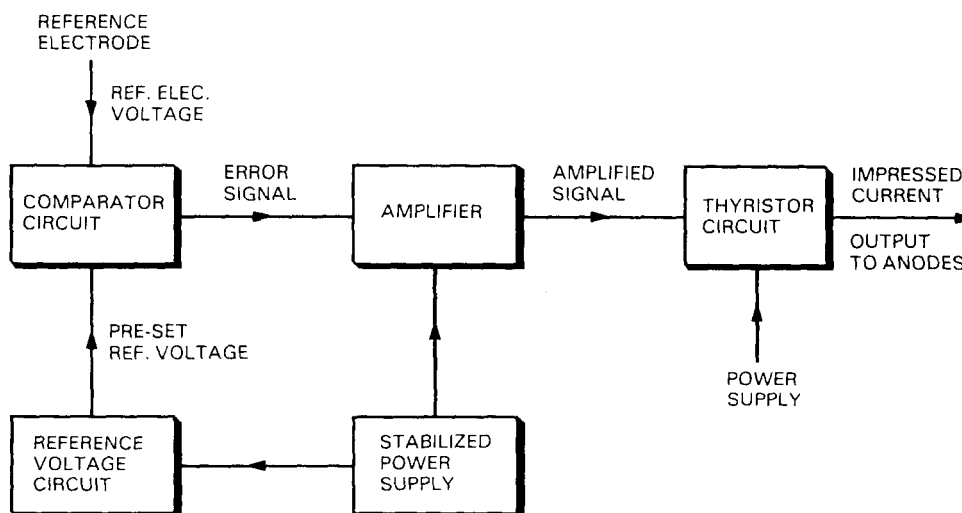 REFERENCE
ELECTRODE
REF. ELEC.
VOLTAGE
COMPARATOR
CIRCUIT
ERROR
SIGNAL
AMPLIFIER
AMPLIFIED
SIGNAL
THYRISTOR
CIRCUIT
IMPRESSED
CURRENT
OUTPUT
TO ANODES
PRE-SET
REF. VOLTAGE
POWER
SUPPLY
REFERENCE
VOLTAGE
CIRCUIT
STABILIZED
POWER
SUPPLY